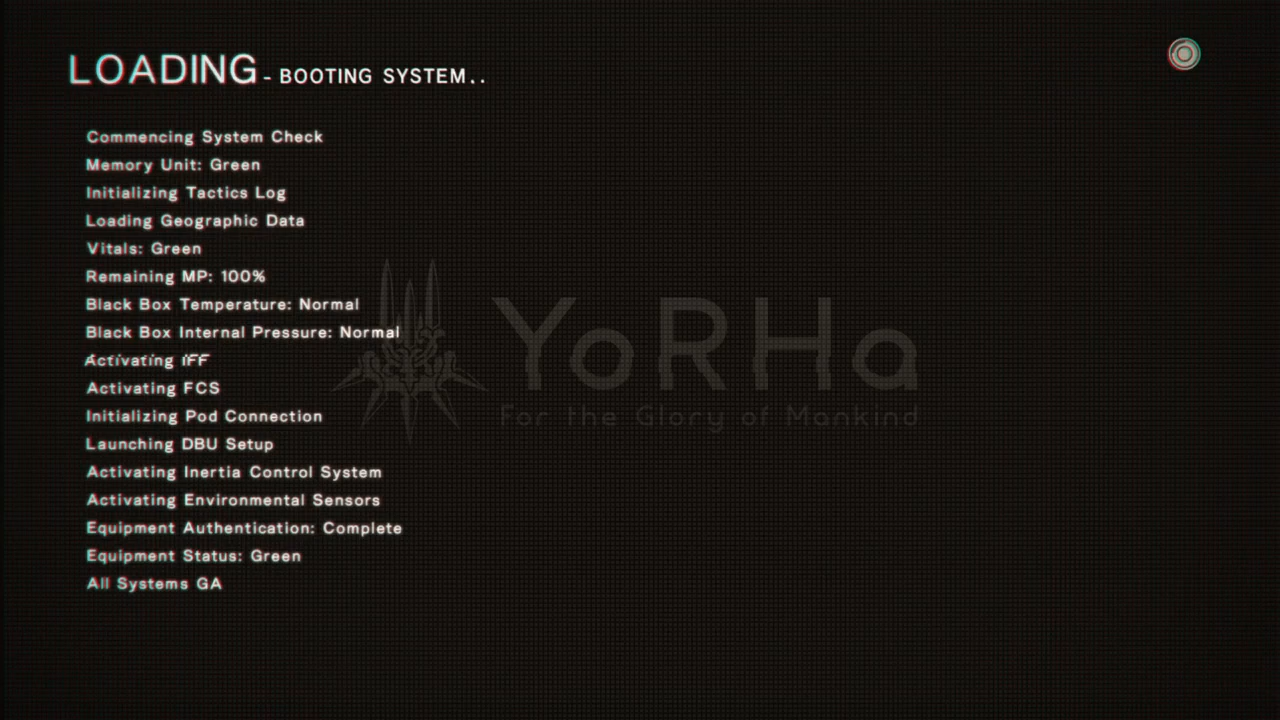 LOADING - BOOTING SYSTEM..
Commencing System Check
Memory Unit: Green
Initializing Tactics Log
Loading Geographic Data
Vitals: Green
Remaining MP: 100%
Black Box Temperature: Normal
Black Box Internal Pressure: Normal
Activating IFF
Activating FCS
Initializing Pod Connection
Launching DBU Setup
Activating Inertia Control System
Activating Environmental Sensors
Equipment Authentication: Complete
Equipment Status: Green
All Systems GA
YoRHa
For the Glory of Mankind